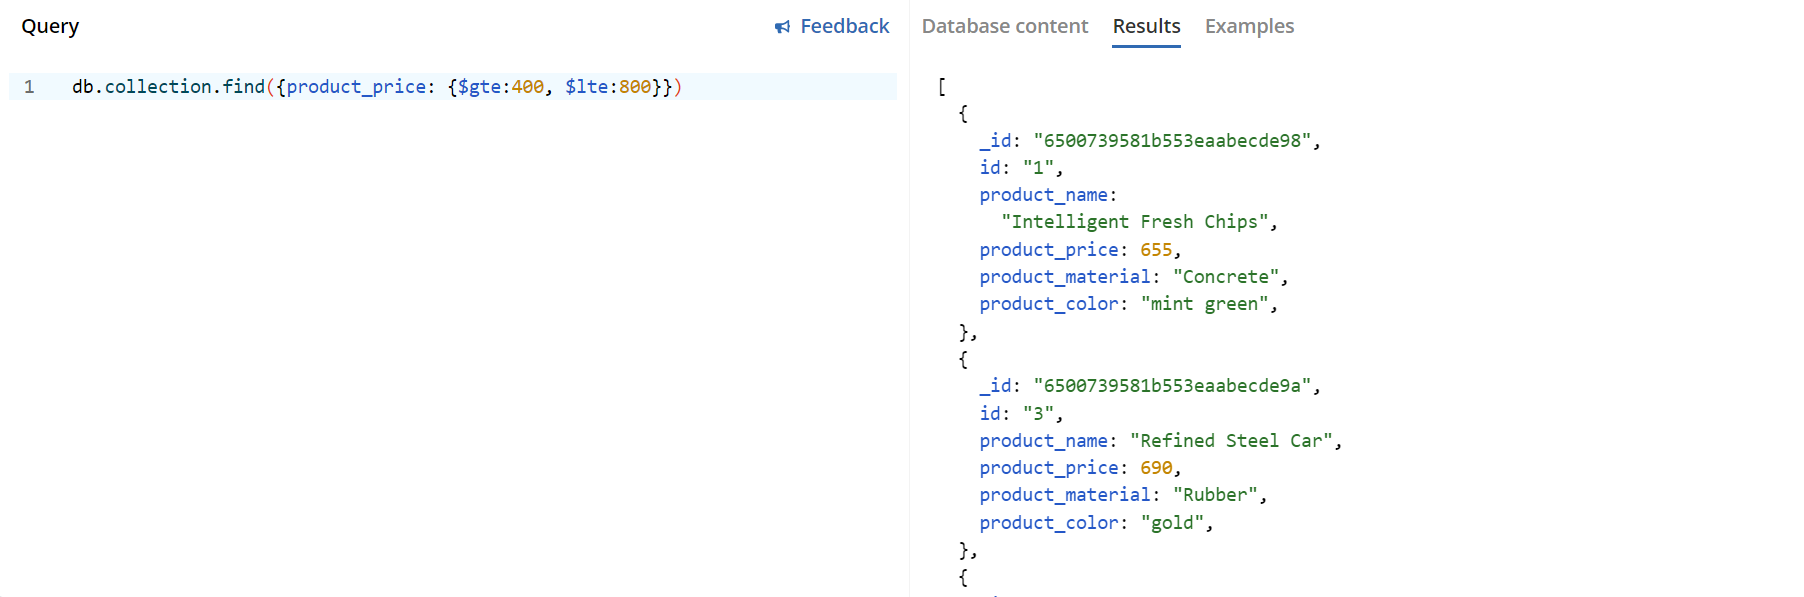 Query
Feedback
1 db.collection.find({product_price: {$gte:400, $lte:800}})
Database content Results Examples
[
{
_id: "6500739581b553eaabecde98",
id: "1",
product_name:
"Intelligent Fresh Chips",
product_price: 655,
product_material: "Concrete",
product_color: "mint green",
},
{
_id: "6500739581b553eaabecde9a",
id: "3",
product_name: "Refined Steel Car",
product_price: 690,
product_material: "Rubber",
product_color: "gold",
},
{